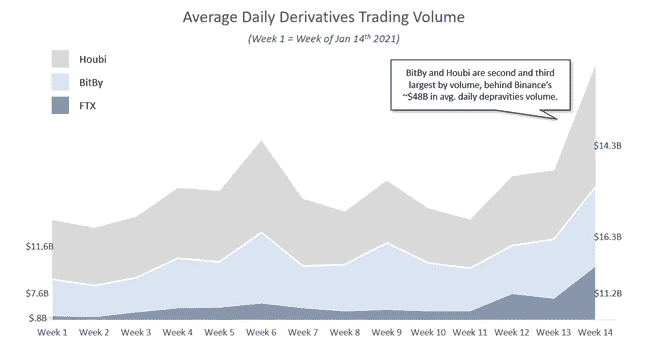 Average Daily Derivatives Trading Volume
(Week 1 = Week of Jan 14th 2021)
Houbi
BitBy
FTX
BitBy and Houbi are second and third
largest by volume, behind Binance's
~$48B in avg. daily depravities volume.
$14.3B
$11.6B
$16.3B
$7.6B
$11.2B
$.8B
Week 1 Week 2 Week 3 Week 4 Week 5 Week 6 Week 7 Week 8 Week 9 Week 10 Week 11 Week 12 Week 13 Week 14